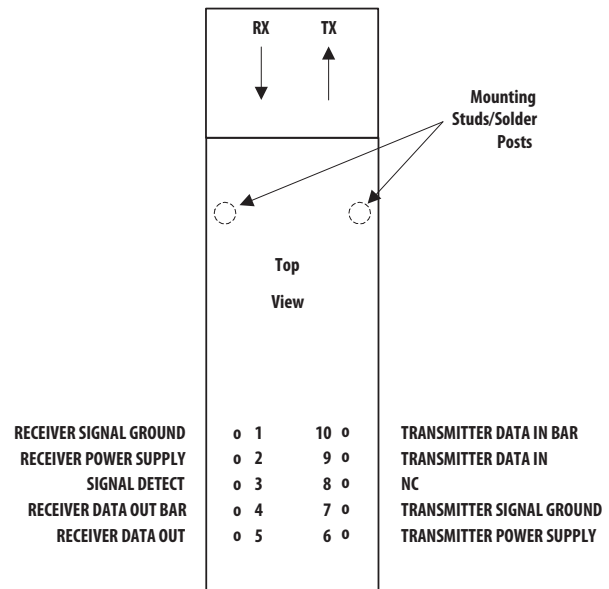 RX TX
Mounting
Studs/Solder
Posts
Top
View
RECEIVER SIGNAL GROUND o 1 10 o TRANSMITTER DATA IN BAR
RECEIVER POWER SUPPLY o 2 9 o TRANSMITTER DATA IN
SIGNAL DETECT o 3 8 o NC
RECEIVER DATA OUT BAR o 4 7 o TRANSMITTER SIGNAL GROUND
RECEIVER DATA OUT o 5 6 o TRANSMITTER POWER SUPPLY